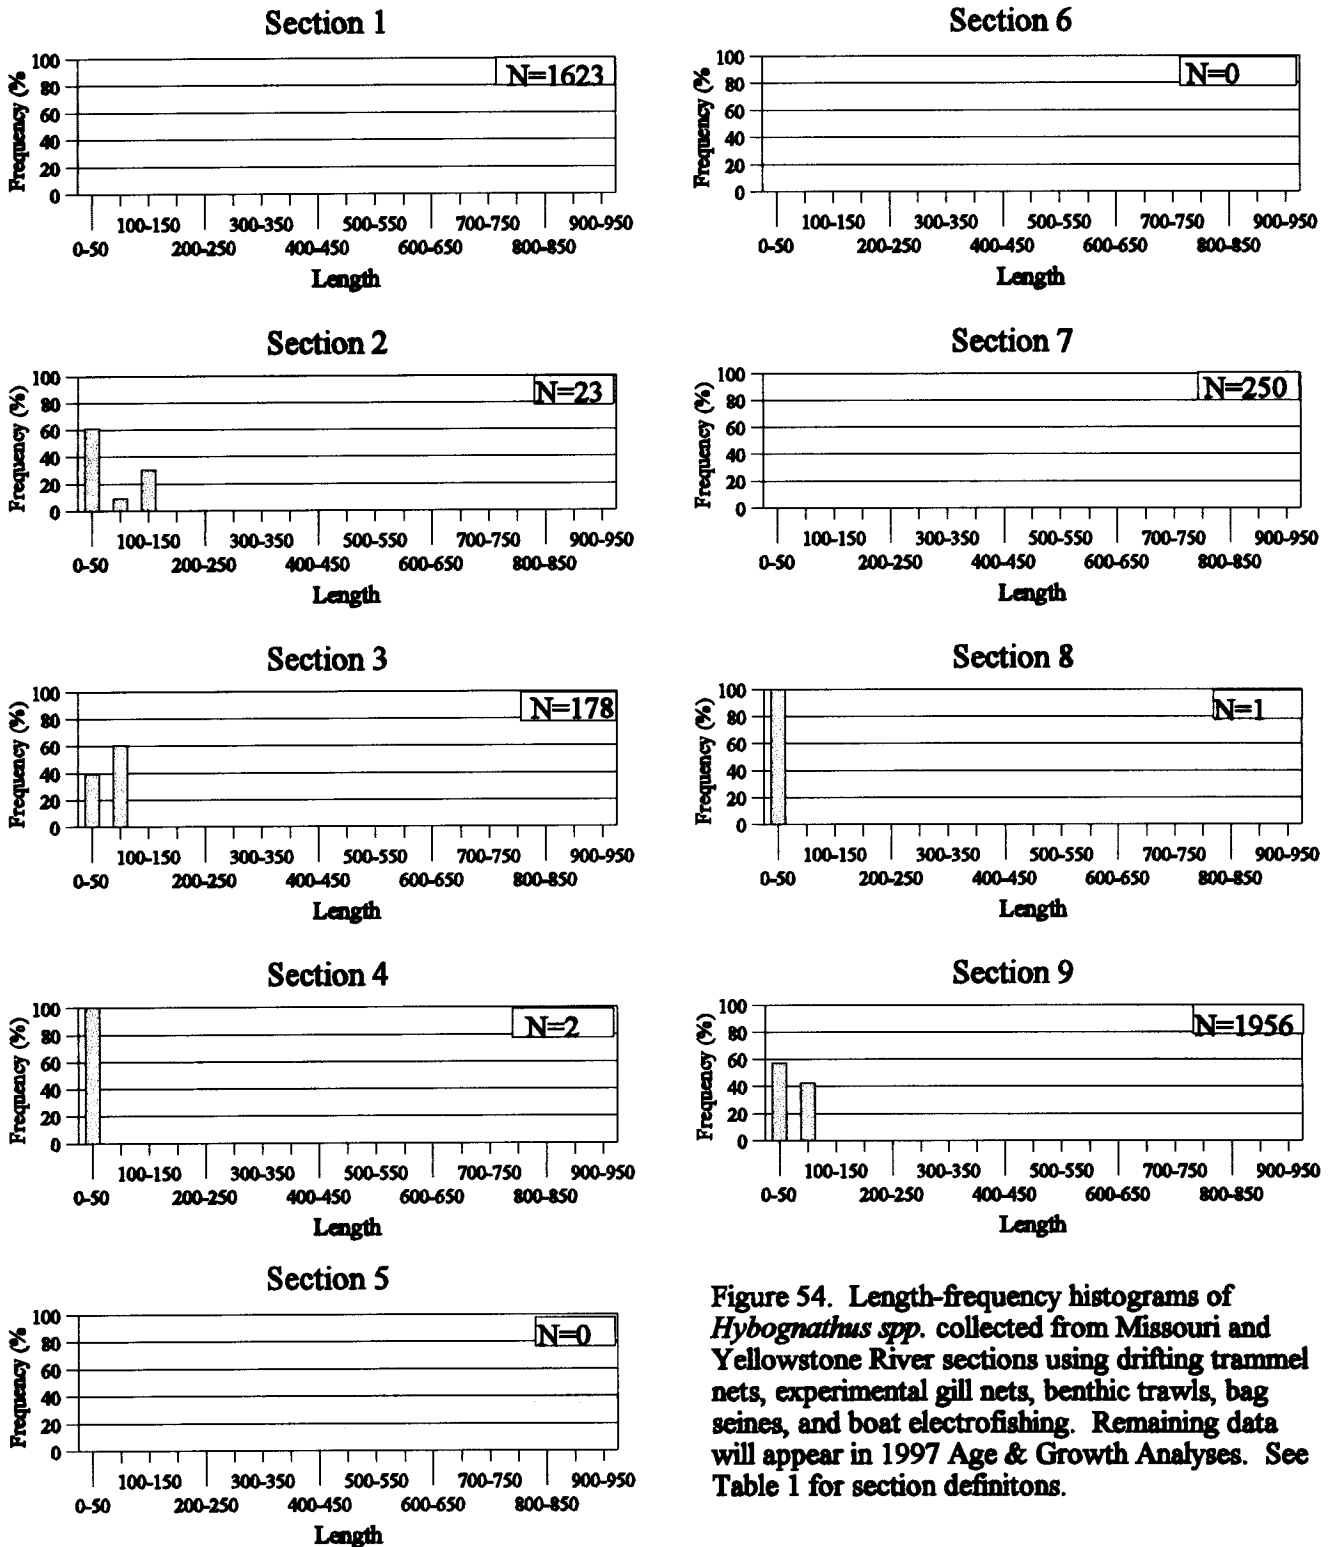 Section 1
Frequency (%
100
80
60
40
20
0
N=1623
100-150 300-350 500-550 700-750 900-950
0-50 200-250 400-450 600-650 800-850
Length
Section 2
Frequency (%)
100
80
60
40
20
0
N=23
100-150 300-350 500-550 700-750 900-950
0-50 200-250 400-450 600-650 800-850
Length
Section 3
Frequency (%)
100
80
60
40
20
0
N=178
100-150 300-350 500-550 700-750 900-950
0-50 200-250 400-450 600-650 800-850
Length
Section 4
Frequency (%)
100
80
60
40
20
0
N=2
100-150 300-350 500-550 700-750 900-950
0-50 200-250 400-450 600-650 800-850
Length
Section 5
Frequency (%)
100
80
60
40
20
0
N=0
100-150 300-350 500-550 700-750 900-950
0-50 200-250 400-450 600-650 800-850
Length
Section 6
Frequency (%
100
80
60
40
20
0
N=0
100-150 300-350 500-550 700-750 900-950
0-50 200-250 400-450 600-650 800-850
Length
Section 7
Frequency (%)
100
80
60
40
20
0
N=250
100-150 300-350 500-550 700-750 900-950
0-50 200-250 400-450 600-650 800-850
Length
Section 8
Frequency (%)
100
80
60
40
20
0
N=1
100-150 300-350 500-550 700-750 900-950
0-50 200-250 400-450 600-650 800-850
Length
Section 9
Frequency (%)
100
80
60
40
20
0
N=1956
100-150 300-350 500-550 700-750 900-950
0-50 200-250 400-450 600-650 800-850
Length
Figure 54. Length-frequency histograms of
Hybognathus spp. collected from Missouri and
Yellowstone River sections using drifting trammel
nets, experimental gill nets, benthic trawls, bag
seines, and boat electrofishing. Remaining data
will appear in 1997 Age & Growth Analyses. See
Table 1 for section definitons.